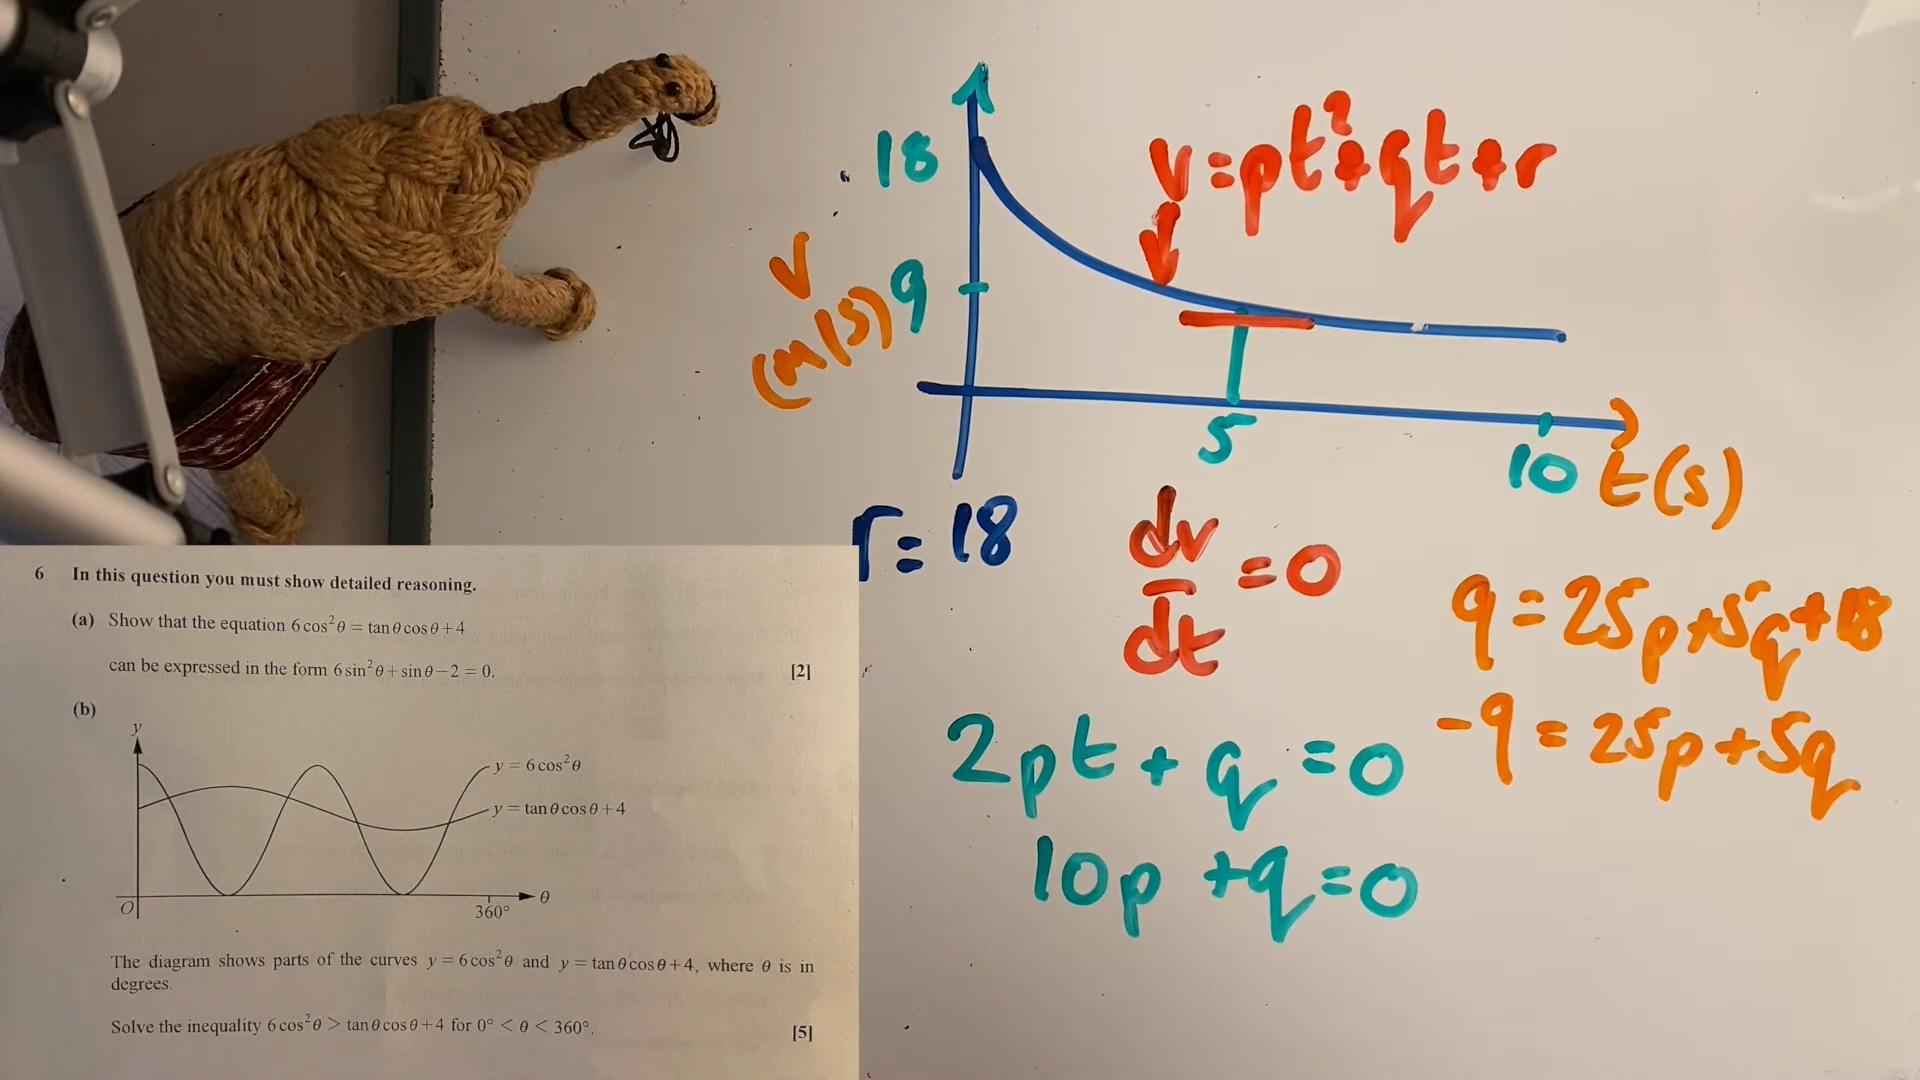 18
v=pt²+qt+r
v
(m/s)
9
5
10
t(s)
r=18
dv
dt
=0
9=25p+5q+18
-9=25p+5q
2pt+q=0
10p+q=0
6 In this question you must show detailed reasoning.
(a) Show that the equation 6cos²θ = tanθcosθ+4
can be expressed in the form 6sin²θ+sinθ−2 = 0. [2]
(b)
y
y = 6cos²θ
y = tanθcosθ+4
O
360°
θ
The diagram shows parts of the curves y = 6cos²θ and y = tanθcosθ+4, where θ is in
degrees.
Solve the inequality 6cos²θ > tanθcosθ+4 for 0° < θ < 360°. [5]